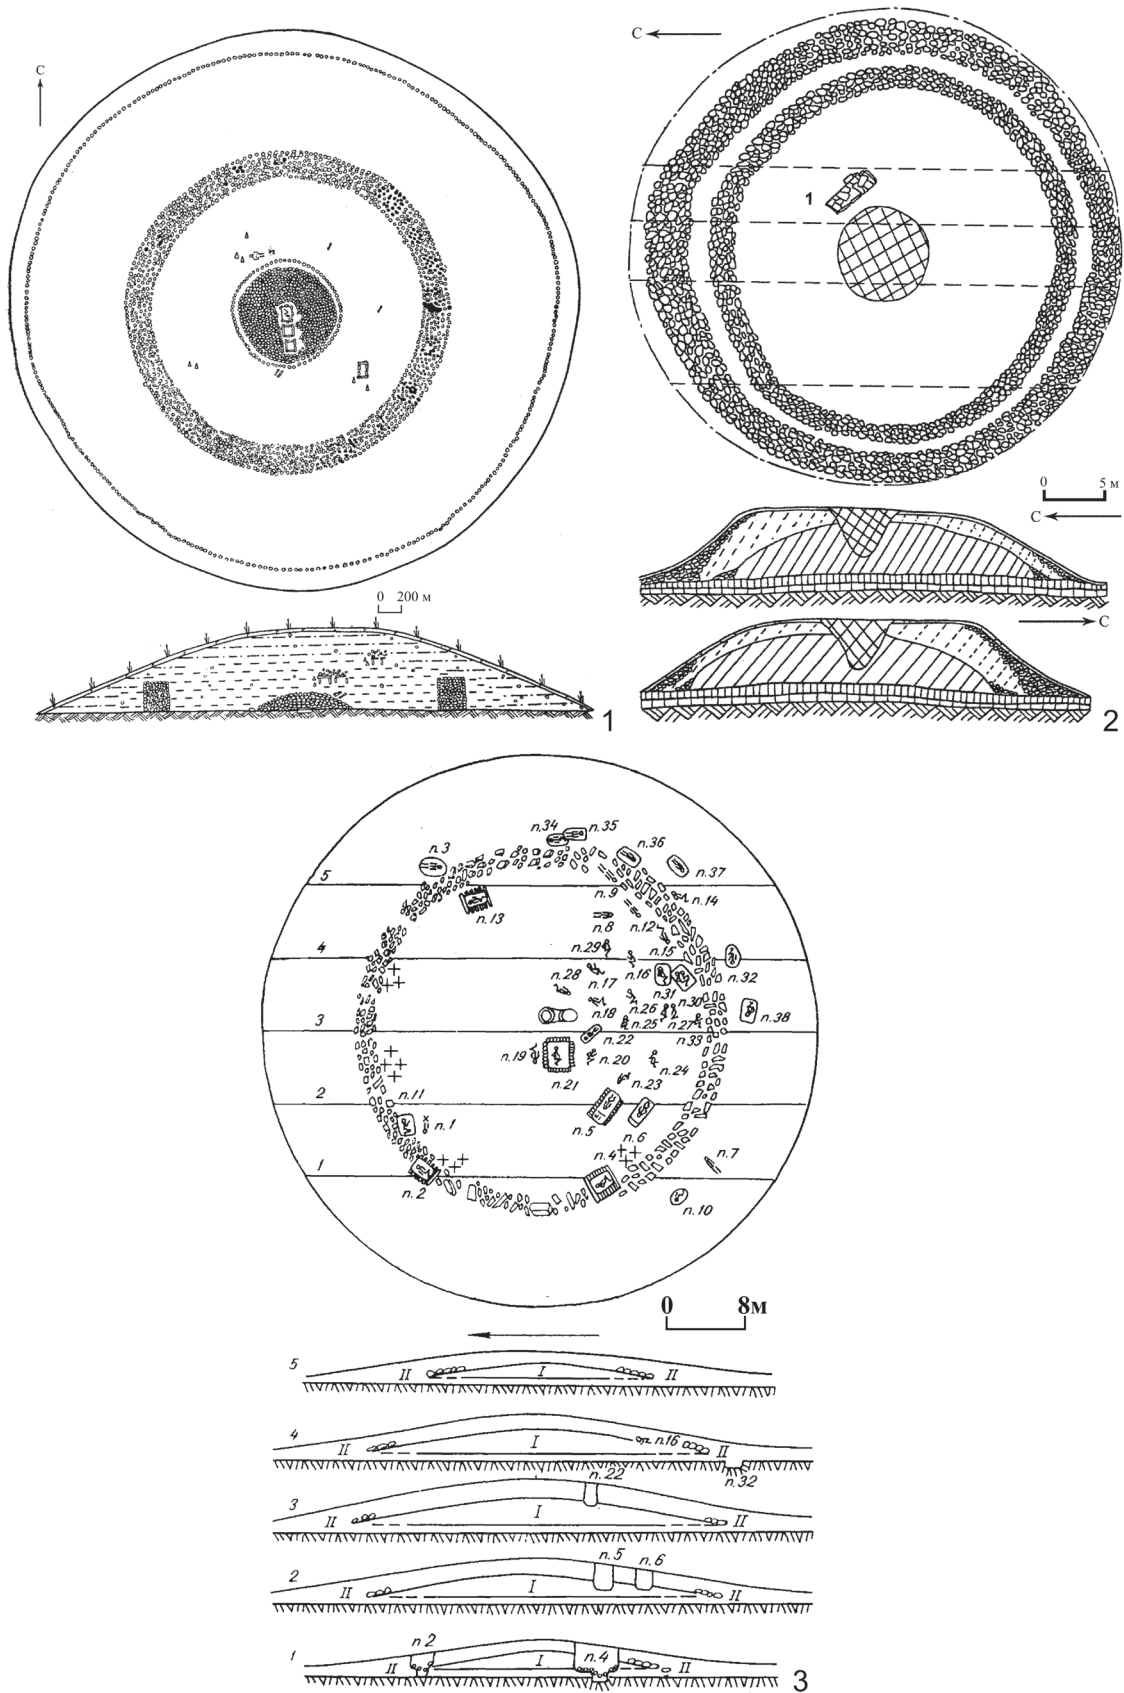 С
0 200 м
1
С
1
0 5 м
С
С
2
п.34 п.35
п.3 п.36
п.37
5
п.9 п.14
п.13
п.8 п.12
4 п.29 п.15
п.16 п.32
п.28 п.17 п.31 п.30
п.18 п.26 п.38
3 п.25 п.27 п.33
п.22
п.19 п.20 п.24
п.21
п.23
2 п.11
п.1 п.5 п.6
п.4 п.7
1
п.2
п.10
0 8м
5 II I II
4 II I п.16 II
п.32
п.22
3 II I II
п.5 п.6
2 II I II
п2 п.4
1 II I II
3